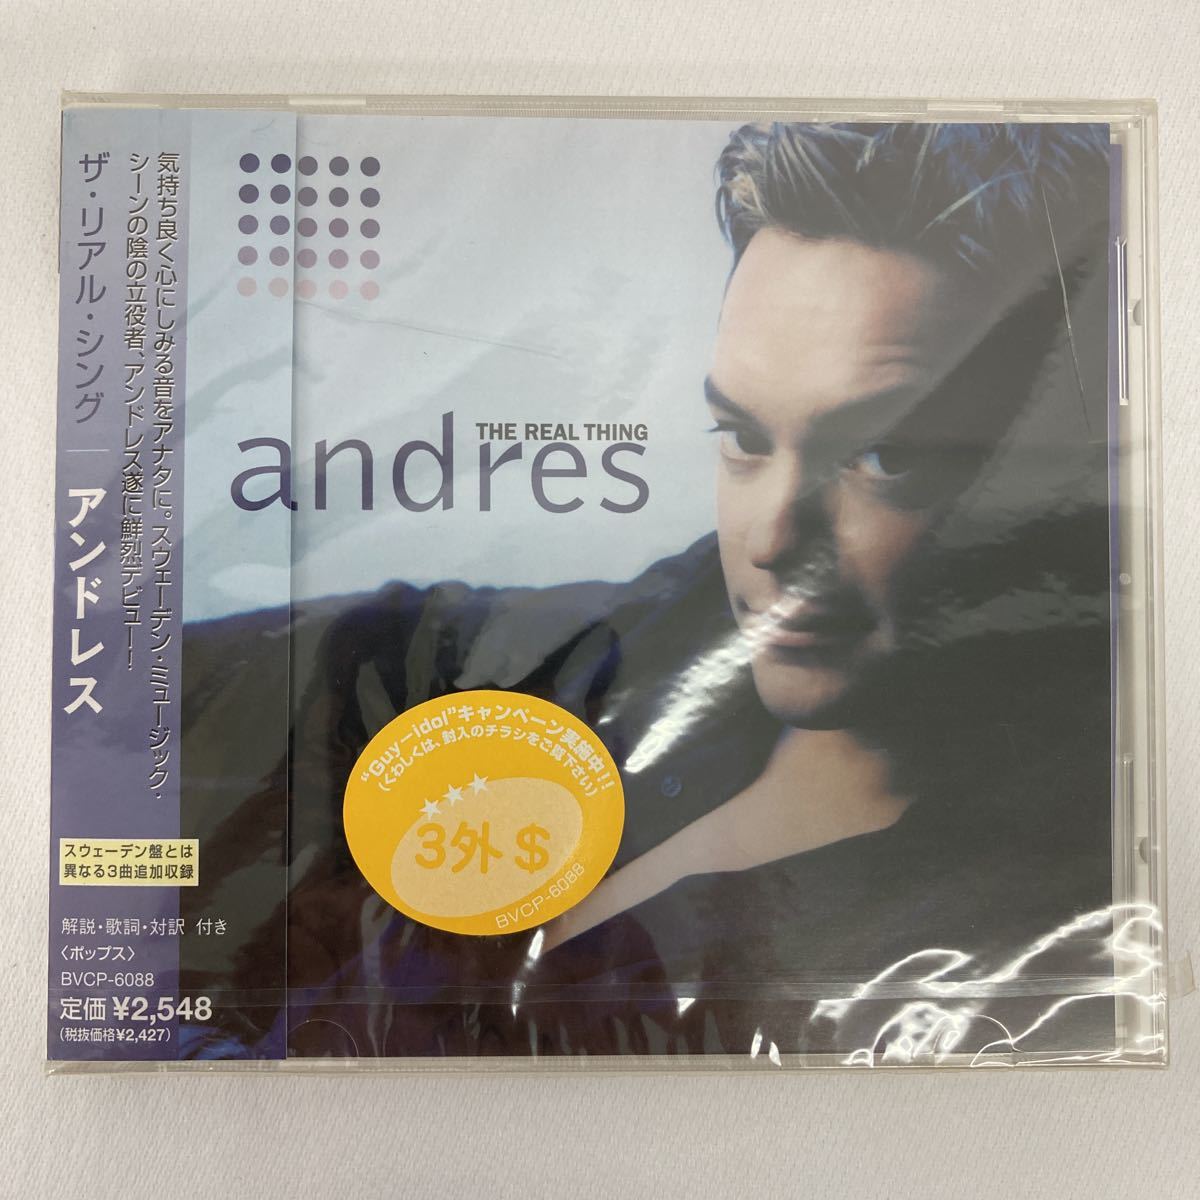 ザ・リアル・シング
アンドレス
気持ち良く心にしみる音をアナタに。スウェーデン・ミュージック・
シーンの陰の立役者、アンドレス遂に鮮烈デビュー!
スウェーデン盤とは
異なる3曲追加収録
解説・歌詞・対訳 付き
〈ポップス〉
BVCP-6088
定価 ¥2,548
(税抜価格¥2,427)
THE REAL THING
andres
"Guy-idol"キャンペーン実施中!!
(くわしくは、封入のチラシをご覧下さい)
★★★
3外$
BVCP-6088